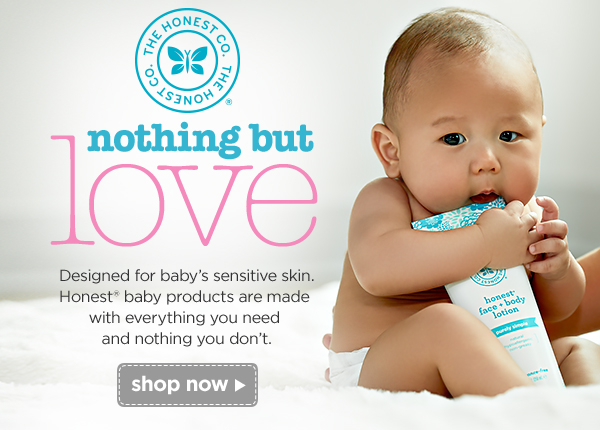 THE HONEST CO. THE HONEST CO.
®
nothing but
love
Designed for baby's sensitive skin.
Honest® baby products are made
with everything you need
and nothing you don't.
shop now
honest®
face + body
lotion
purely simple